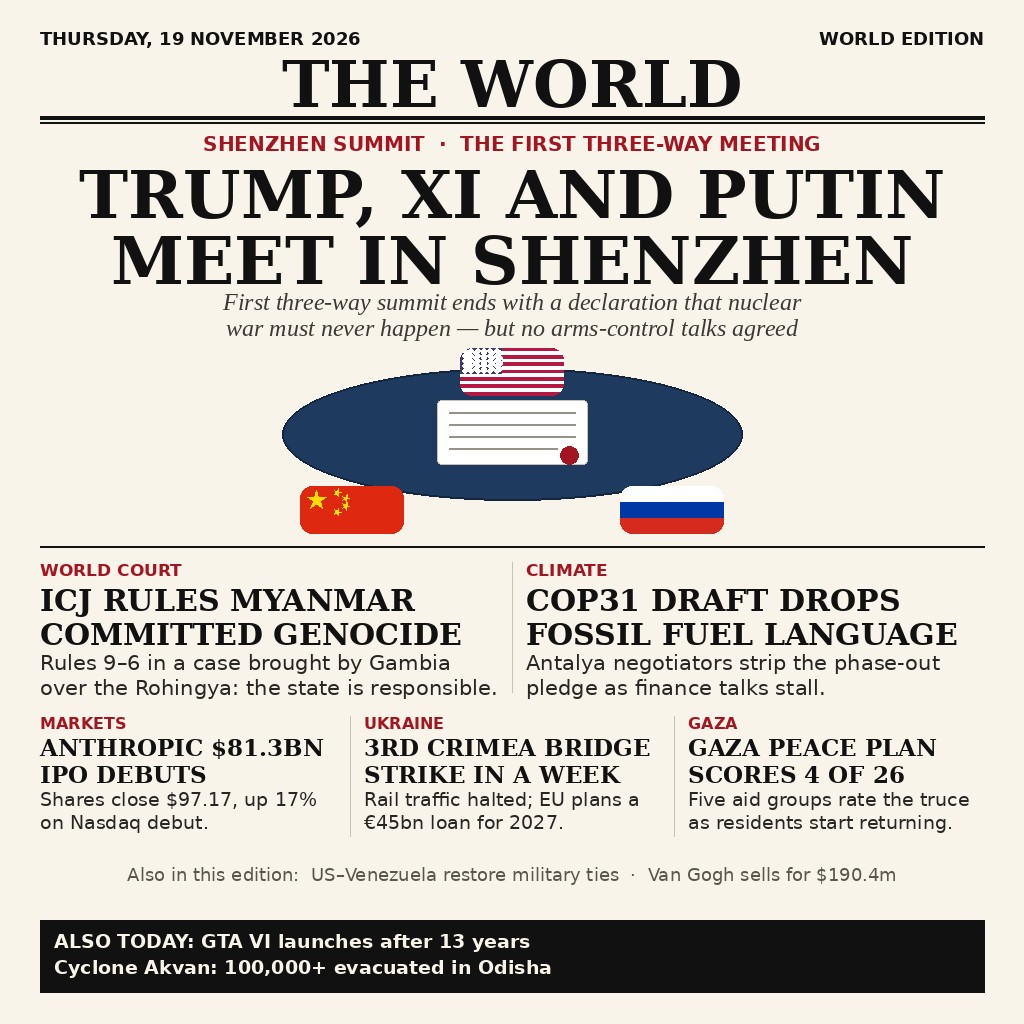 THURSDAY, 19 NOVEMBER 2026
WORLD EDITION
THE WORLD
SHENZHEN SUMMIT · THE FIRST THREE-WAY MEETING
TRUMP, XI AND PUTIN
MEET IN SHENZHEN
First three-way summit ends with a declaration that nuclear
war must never happen — but no arms-control talks agreed
WORLD COURT
ICJ RULES MYANMAR
COMMITTED GENOCIDE
Rules 9–6 in a case brought by Gambia
over the Rohingya: the state is responsible.
CLIMATE
COP31 DRAFT DROPS
FOSSIL FUEL LANGUAGE
Antalya negotiators strip the phase-out
pledge as finance talks stall.
MARKETS
ANTHROPIC $81.3BN
IPO DEBUTS
Shares close $97.17, up 17%
on Nasdaq debut.
UKRAINE
3RD CRIMEA BRIDGE
STRIKE IN A WEEK
Rail traffic halted; EU plans a
€45bn loan for 2027.
GAZA
GAZA PEACE PLAN
SCORES 4 OF 26
Five aid groups rate the truce
as residents start returning.
Also in this edition: US–Venezuela restore military ties · Van Gogh sells for $190.4m
ALSO TODAY: GTA VI launches after 13 years
Cyclone Akvan: 100,000+ evacuated in Odisha